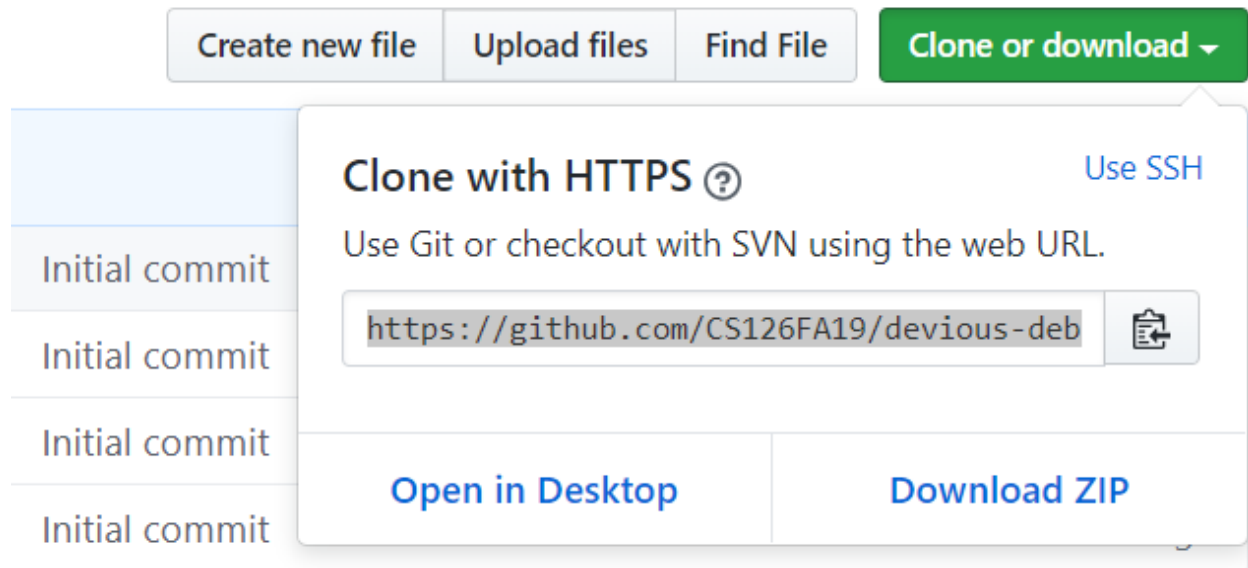 Create new file Upload files Find File Clone or download
Clone with HTTPS ? Use SSH
Use Git or checkout with SVN using the web URL.
Initial commit
https://github.com/CS126FA19/devious-deb
Initial commit
Initial commit
Open in Desktop Download ZIP
Initial commit